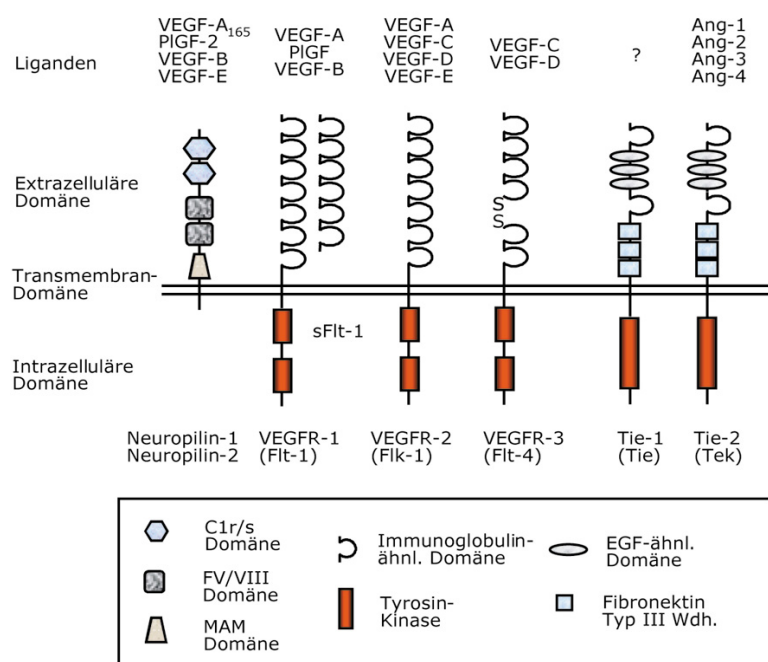 Liganden
VEGF-A165
PlGF-2
VEGF-B
VEGF-E
VEGF-A
PlGF
VEGF-B
VEGF-A
VEGF-C
VEGF-D
VEGF-E
VEGF-C
VEGF-D
?
Ang-1
Ang-2
Ang-3
Ang-4
Extrazelluläre
Domäne
S
S
Transmembran-
Domäne
sFlt-1
Intrazelluläre
Domäne
Neuropilin-1
Neuropilin-2
VEGFR-1
(Flt-1)
VEGFR-2
(Flk-1)
VEGFR-3
(Flt-4)
Tie-1
(Tie)
Tie-2
(Tek)
C1r/s
Domäne
FV/VIII
Domäne
MAM
Domäne
Immunoglobulin-
ähnl. Domäne
Tyrosin-
Kinase
EGF-ähnl.
Domäne
Fibronektin
Typ III Wdh.